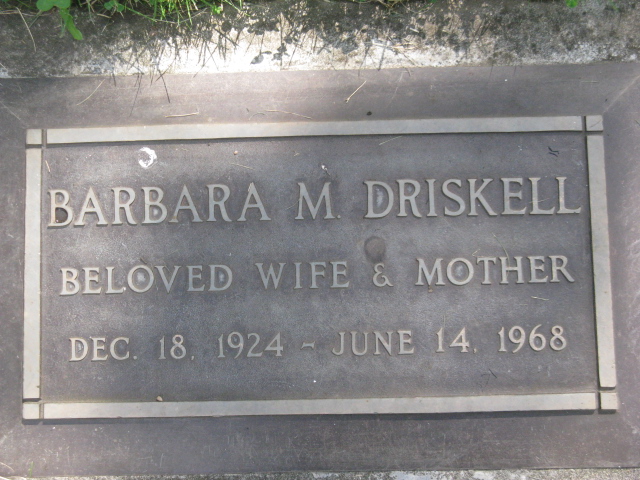 BARBARA M. DRISKELL
BELOVED WIFE & MOTHER
DEC. 18, 1924 - JUNE 14, 1968